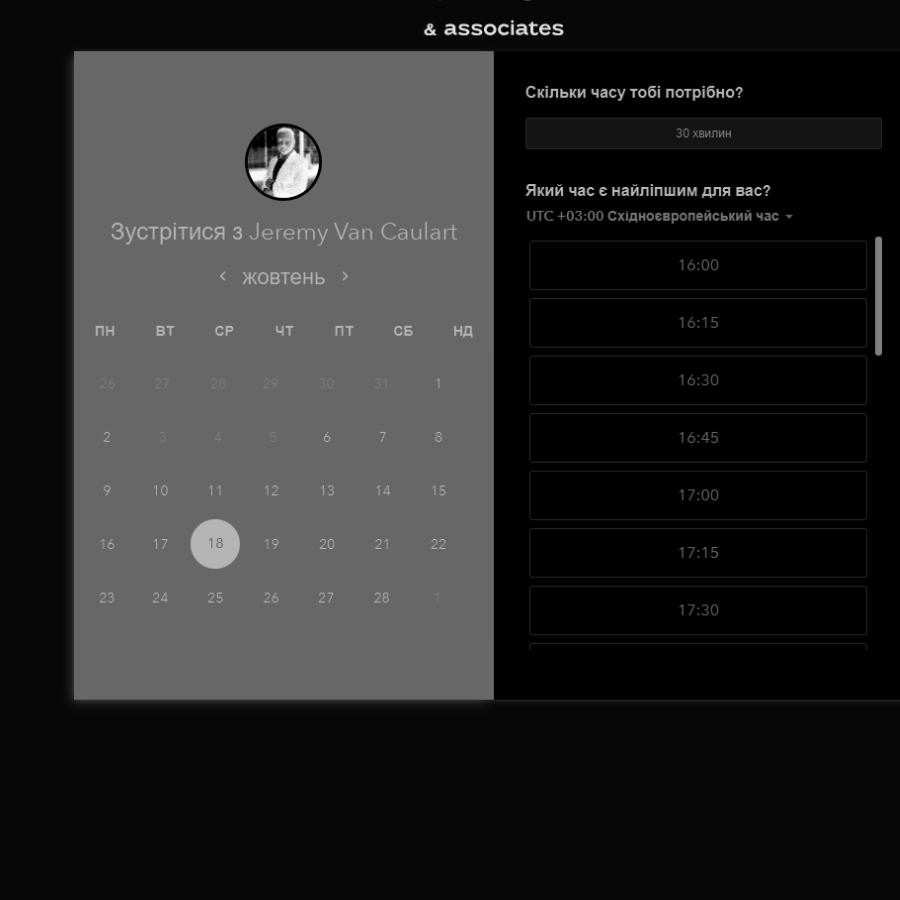 & associates
Зустрітися з Jeremy Van Caulart
жовтень
ПН ВТ СР ЧТ ПТ СБ НД
26 27 28 29 30 31 1
2 3 4 5 6 7 8
9 10 11 12 13 14 15
16 17 18 19 20 21 22
23 24 25 26 27 28 1
Скільки часу тобі потрібно?
30 хвилин
Який час є найліпшим для вас?
UTC +03:00 Східноєвропейський час
16:00
16:15
16:30
16:45
17:00
17:15
17:30